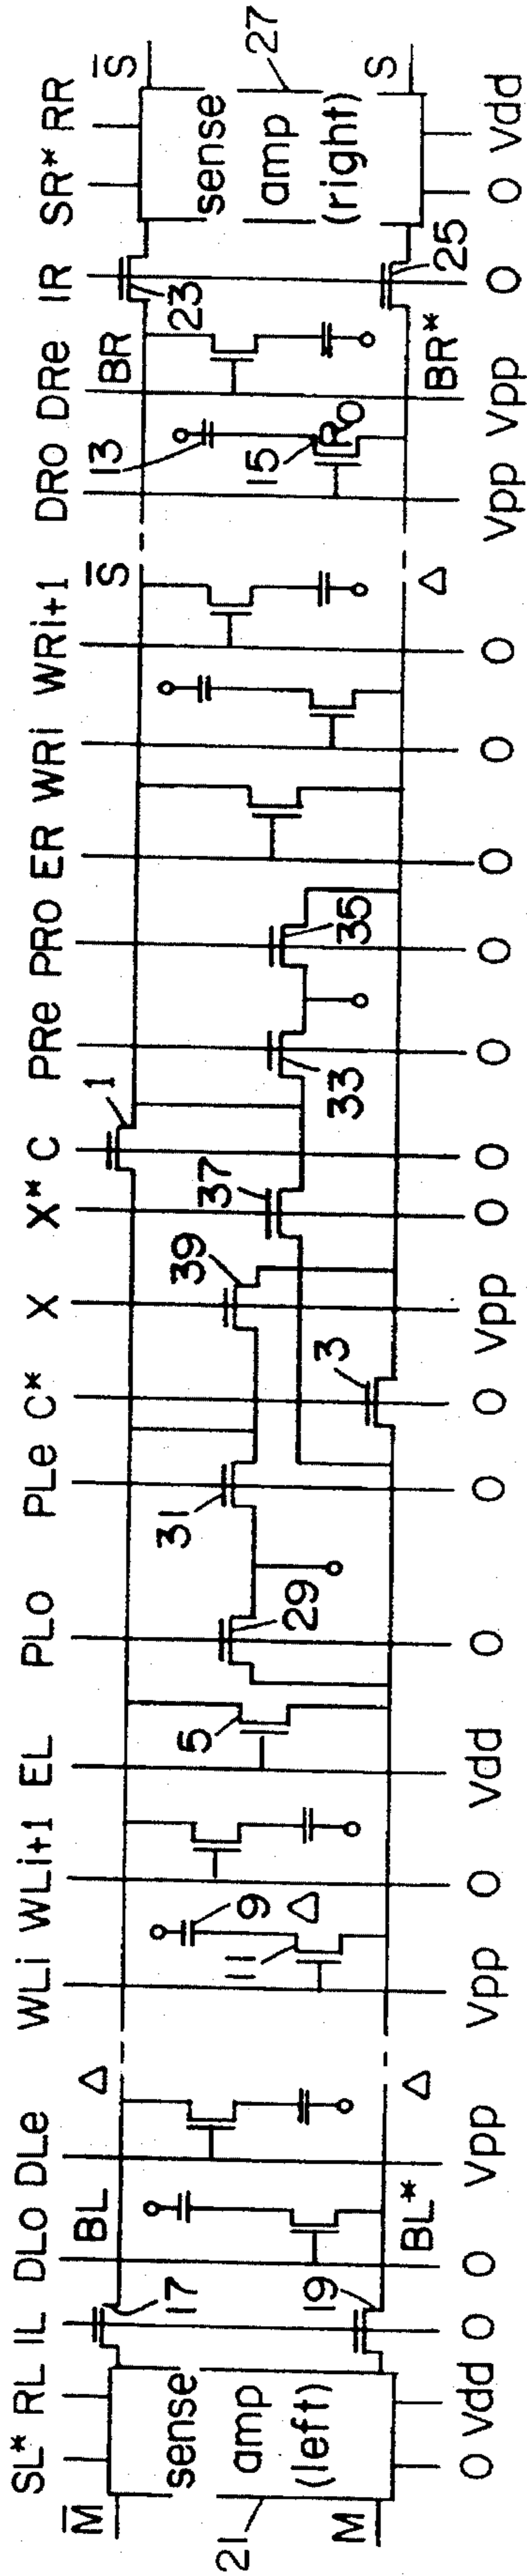 SL* RL IL DLO DLe WLi WLi+1 EL PLO PLe C* X X* C PRe PRO ER WRi WRi+1 DRO DRe IR SR* RR
M̄ BL Δ 1 S̄ BR S̄
17 13 23
sense
amp
(left)
9
11
Δ
5
29
31
39
37
33
35
15
R0
sense
amp
(right)
21
27
M 19 BL* Δ 3 Δ BR* 25 S
0 Vdd 0 0 Vpp Vpp 0 Vdd 0 0 0 Vpp 0 0 0 0 0 0 0 Vpp Vpp 0 0 Vdd